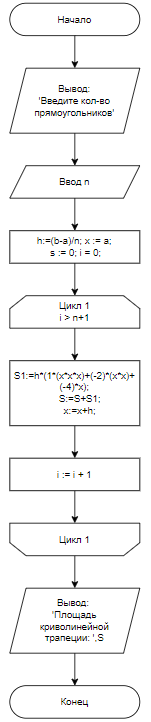 Начало
Вывод:
'Введите кол-во
прямоугольников'
Ввод n
h:=(b-a)/n; x := a;
s := 0; i = 0;
Цикл 1
i > n+1
S1:=h*(1*(x*x*x)+(-2)*(x*x)+
(-4)*x);
S:=S+S1;
x:=x+h;
i := i + 1
Цикл 1
Вывод:
'Площадь
криволинейной
трапеции: ',S
Конец